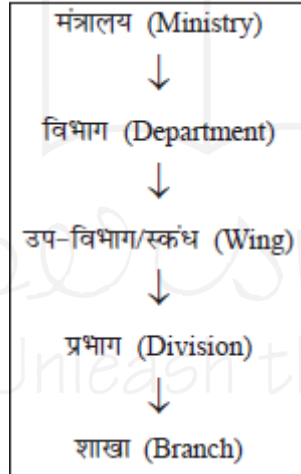 मंत्रालय (Ministry)
↓
विभाग (Department)
↓
उप-विभाग/स्कंध (Wing)
↓
प्रभाग (Division)
↓
शाखा (Branch)